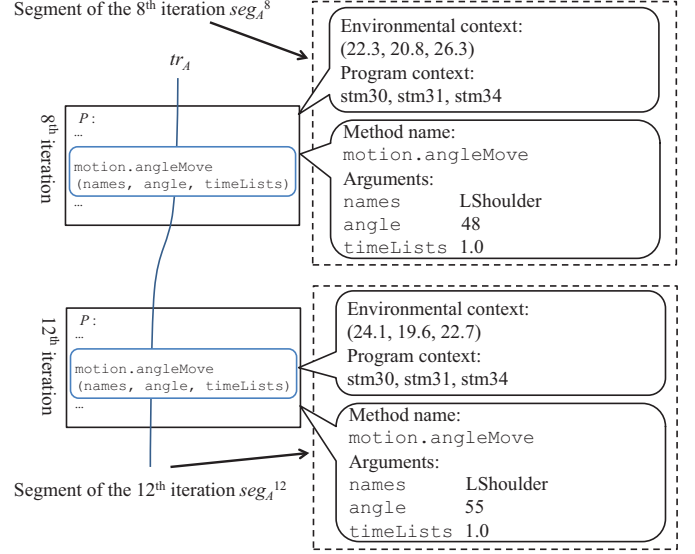 Segment of the 8th iteration segA8
trA
8th iteration
P :
…
motion.angleMove
(names, angle, timeLists)
…
Environmental context:
(22.3, 20.8, 26.3)
Program context:
stm30, stm31, stm34
Method name:
motion.angleMove
Arguments:
names LShoulder
angle 48
timeLists 1.0
12th iteration
P :
…
motion.angleMove
(names, angle, timeLists)
…
Environmental context:
(24.1, 19.6, 22.7)
Program context:
stm30, stm31, stm34
Method name:
motion.angleMove
Arguments:
names LShoulder
angle 55
timeLists 1.0
Segment of the 12th iteration segA12